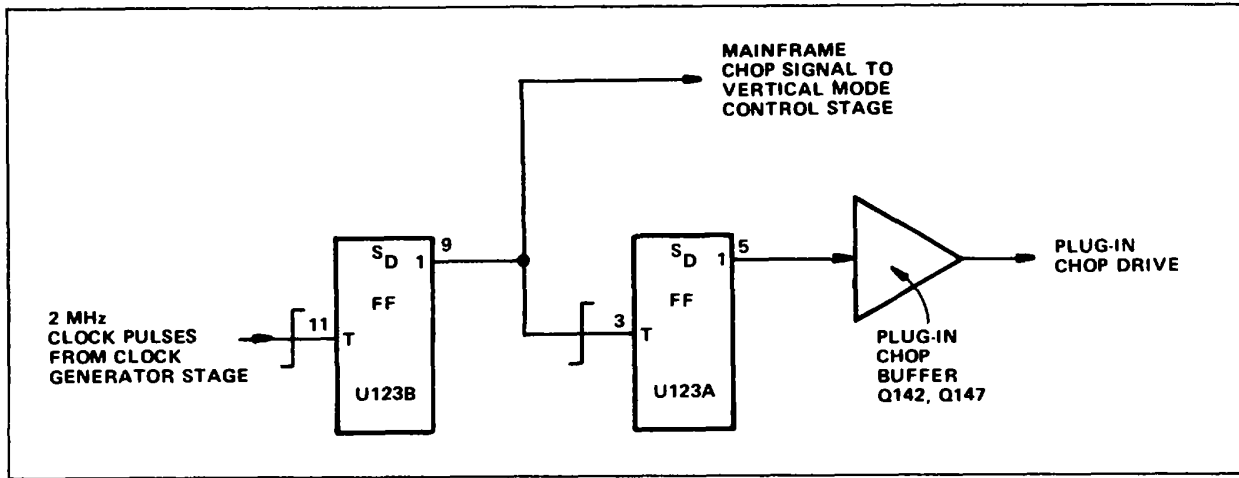 MAINFRAME
CHOP SIGNAL TO
VERTICAL MODE
CONTROL STAGE
2 MHz
CLOCK PULSES
FROM CLOCK
GENERATOR STAGE
11
T
SD 1
FF
U123B
9
3
T
SD 1
FF
U123A
5
PLUG-IN
CHOP
BUFFER
Q142, Q147
PLUG-IN
CHOP DRIVE